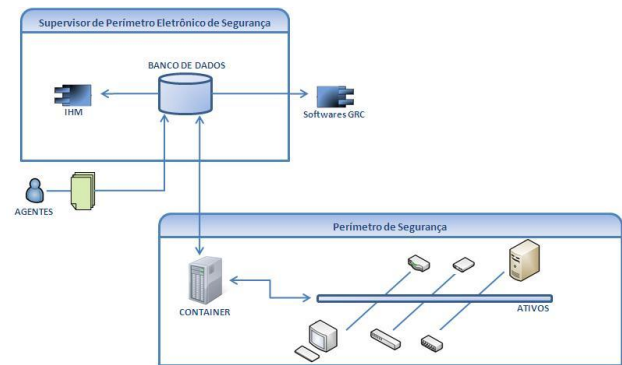 Supervisor de Perímetro Eletrônico de Segurança
BANCO DE DADOS
IHM
Softwares GRC
AGENTES
Perímetro de Segurança
CONTAINER
ATIVOS